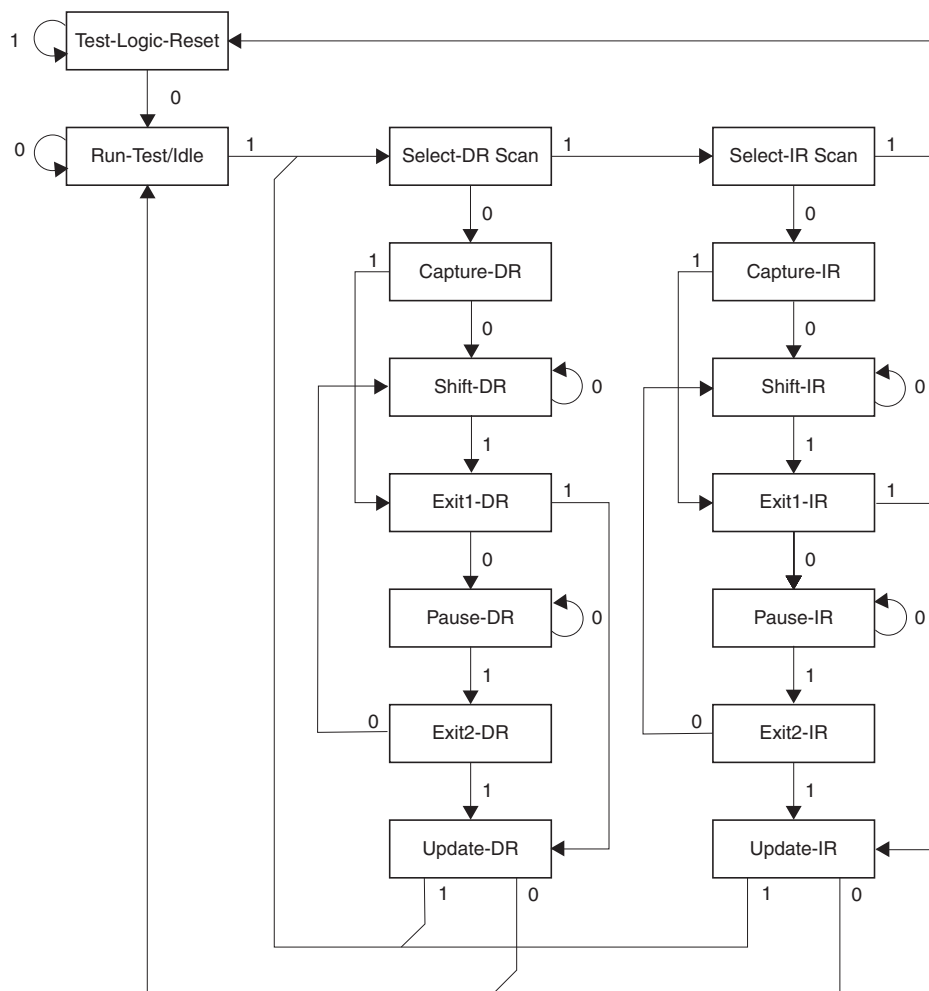 1 Test-Logic-Reset
0
0 Run-Test/Idle 1 Select-DR Scan 1 Select-IR Scan 1
0 0
1 Capture-DR 1 Capture-IR
0 0
Shift-DR 0 Shift-IR 0
1 1
Exit1-DR 1 Exit1-IR 1
0 0
Pause-DR 0 Pause-IR 0
1 1
0 Exit2-DR 0 Exit2-IR
1 1
Update-DR Update-IR
1 0 1 0